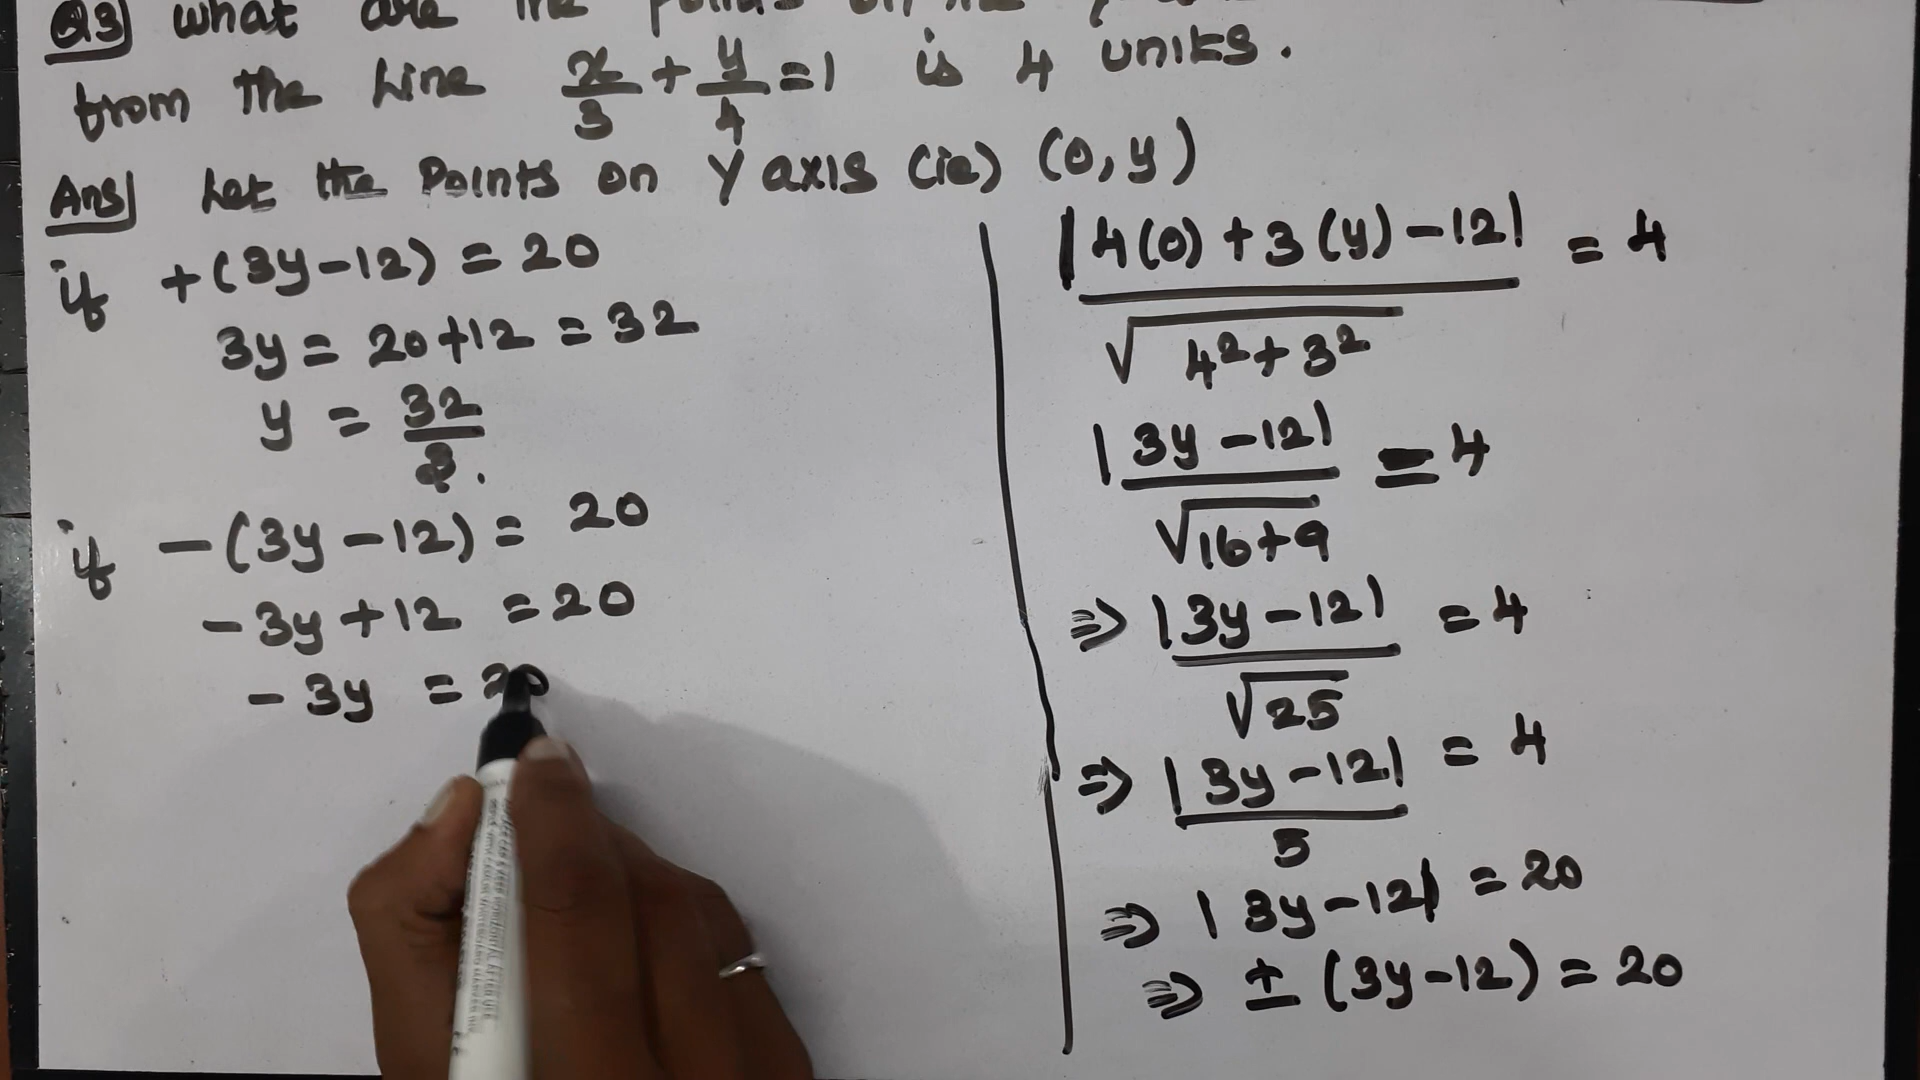 Q3) What are the points on the
from the Line x/3 + y/4 = 1 is 4 units.
Ans) Let the Points on Y axis (ie) (0, y)
if +(3y-12) = 20
3y = 20+12 = 32
y = 32/3.
if -(3y-12) = 20
-3y+12 = 20
-3y = 20
|4(0) + 3(y) - 12| / √4²+3² = 4
|3y-12| / √16+9 = 4
⇒ |3y-12| / √25 = 4
⇒ |3y-12| / 5 = 4
⇒ |3y-12| = 20
⇒ ± (3y-12) = 20